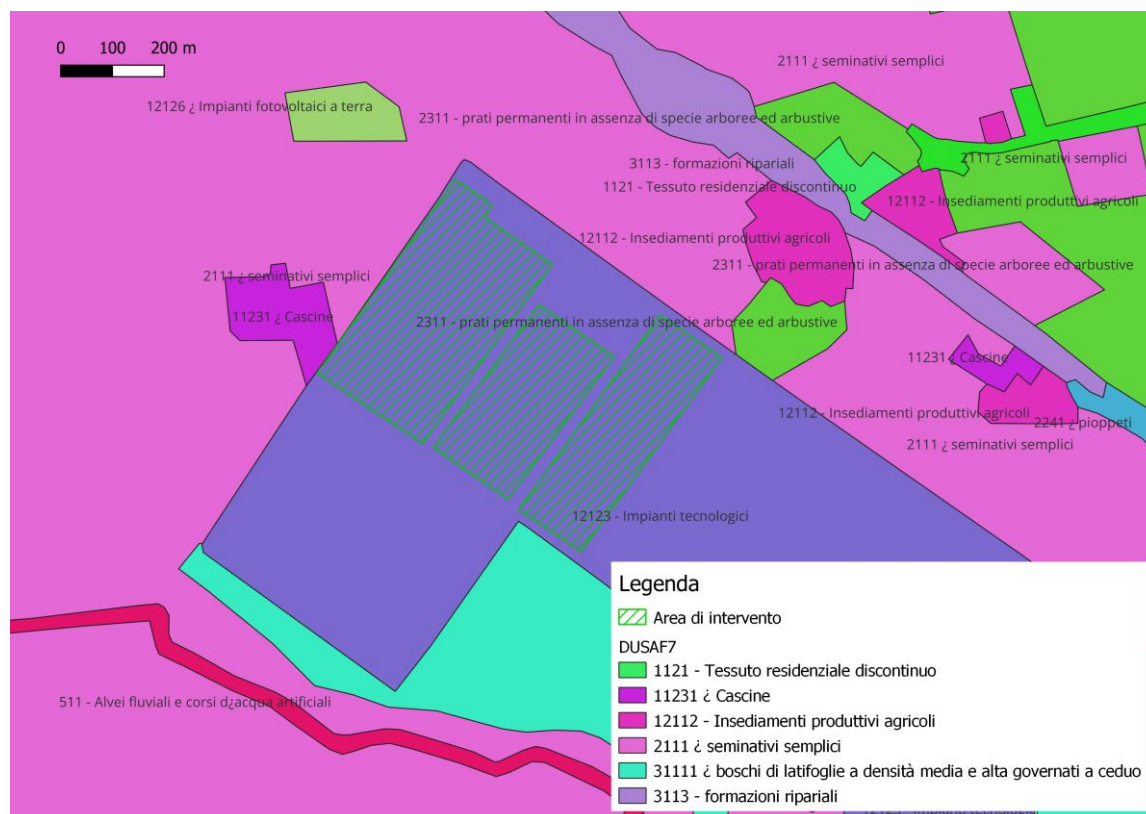 0 100 200 m
2111 ¿ seminativi semplici
12126 ¿ Impianti fotovoltaici a terra
2311 - prati permanenti in assenza di specie arboree ed arbustive
3113 - formazioni ripariali
2111 ¿ seminativi semplici
1121 - Tessuto residenziale discontinuo
12112 - Insediamenti produttivi agricoli
12112 - Insediamenti produttivi agricoli
2311 - prati permanenti in assenza di specie arboree ed arbustive
2111 ¿ seminativi semplici
11231 ¿ Cascine
2311 - prati permanenti in assenza di specie arboree ed arbustive
11231 ¿ Cascine
12112 - Insediamenti produttivi agricoli
2241 ¿ pioppeti
2111 ¿ seminativi semplici
12123 - Impianti tecnologici
511 - Alvei fluviali e corsi d¿acqua artificiali
Legenda
Area di intervento
DUSAF7
1121 - Tessuto residenziale discontinuo
11231 ¿ Cascine
12112 - Insediamenti produttivi agricoli
2111 ¿ seminativi semplici
31111 ¿ boschi di latifoglie a densità media e alta governati a ceduo
3113 - formazioni ripariali